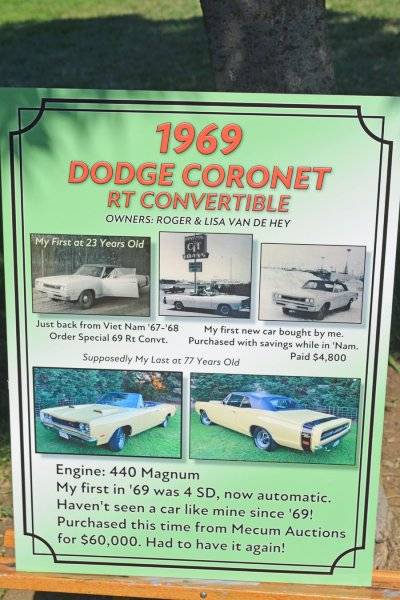 1969
DODGE CORONET
RT CONVERTIBLE
OWNERS: ROGER & LISA VAN DE HEY
My First at 23 Years Old
Just back from Viet Nam '67-'68
Order Special 69 Rt Convt.
My first new car bought by me.
Purchased with savings while in 'Nam.
Paid $4,800
Supposedly My Last at 77 Years Old
Engine: 440 Magnum
My first in '69 was 4 SD, now automatic.
Haven't seen a car like mine since '69!
Purchased this time from Mecum Auctions
for $60,000. Had to have it again!